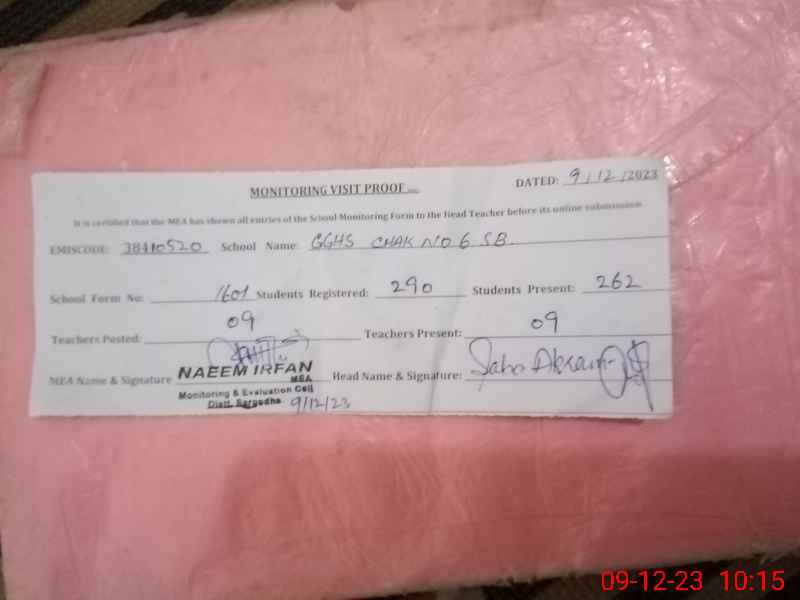 MONITORING VISIT PROOF
DATED: 9/12/2023
It is certified that the MEA has shown all entries of the School Monitoring Form to the Head Teacher before its online submission
EMISCODE: 38410520 School Name: GGHS CHAK NO 6 SB
School Form No: 1601 Students Registered: 290 Students Present: 262
Teachers Posted: 09 Teachers Present: 09
MEA Name & Signature NAEEM IRFAN Head Name & Signature: Akram
MEA
Monitoring & Evaluation Cell
Distt. Sargodha 9/12/23
09-12-23 10:15